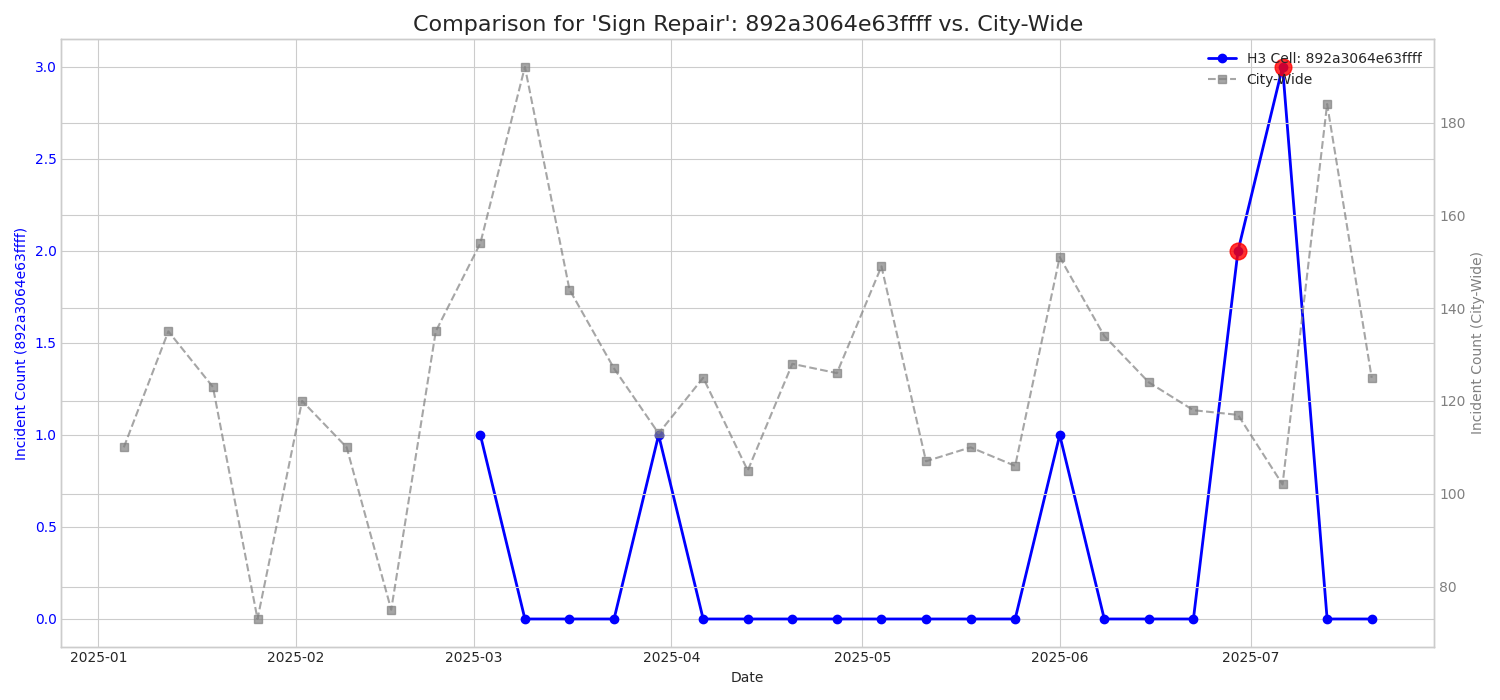 Comparison for 'Sign Repair': 892a3064e63ffff vs. City-Wide
H3 Cell: 892a3064e63ffff
City-Wide
Incident Count (892a3064e63ffff)
3.0
2.5
2.0
1.5
1.0
0.5
0.0
180
160
140
120
100
80
Incident Count (City-Wide)
2025-01 2025-02 2025-03 2025-04 2025-05 2025-06 2025-07
Date